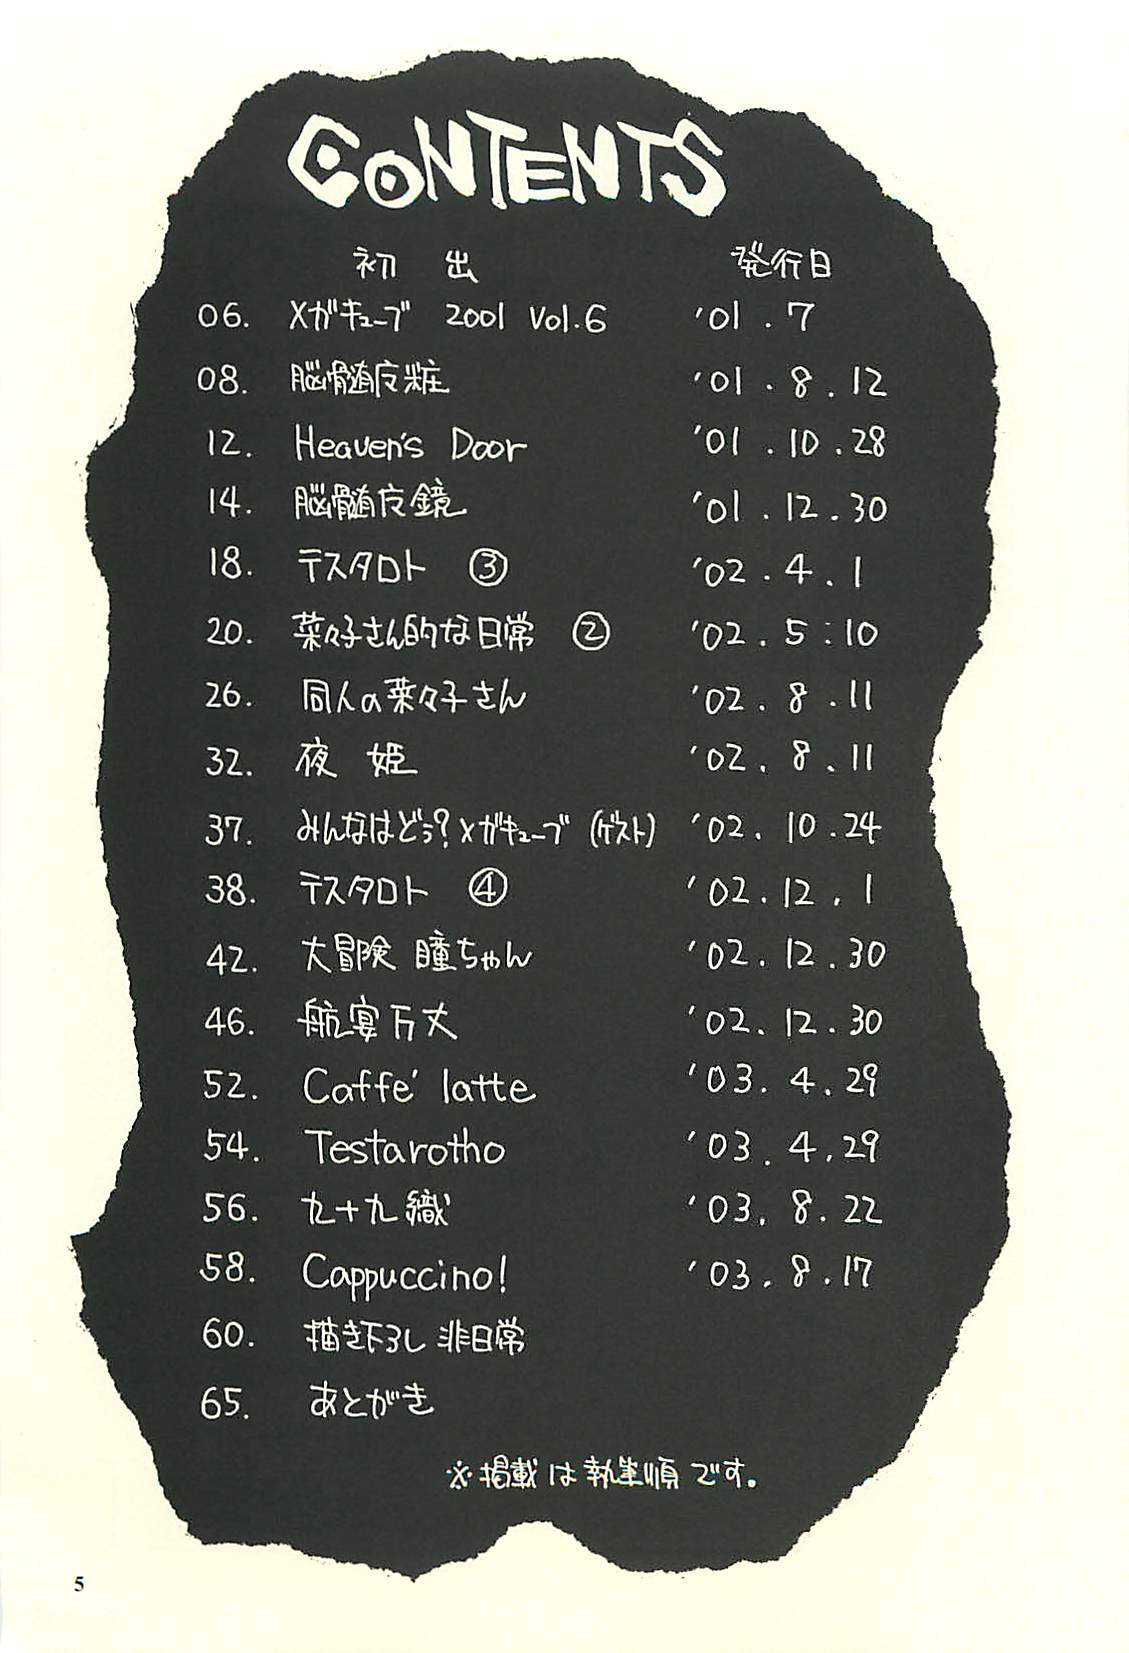 CONTENTS
初出 発行日
06. メガキューブ 2001 Vol.6 '01.7
08. 脳髄皮粧 '01.8.12
12. Heaven's Door '01.10.28
14. 脳髄皮鏡 '01.12.30
18. テスタロト ③ '02.4.1
20. 菜々子さん的な日常 ② '02.5:10
26. 同人の菜々子さん '02.8.11
32. 夜姫 '02.8.11
37. みんなはどう?メガキューブ (ゲスト) '02.10.24
38. テスタロト ④ '02.12.1
42. 大冒険 瞳ちゃん '02.12.30
46. 航宴万丈 '02.12.30
52. Caffe' latte '03.4.29
54. Testarotho '03.4.29
56. 九十九織 '03.8.22
58. Cappuccino! '03.8.17
60. 描き下ろし 非日常
65. あとがき
※掲載は執筆順です。
5